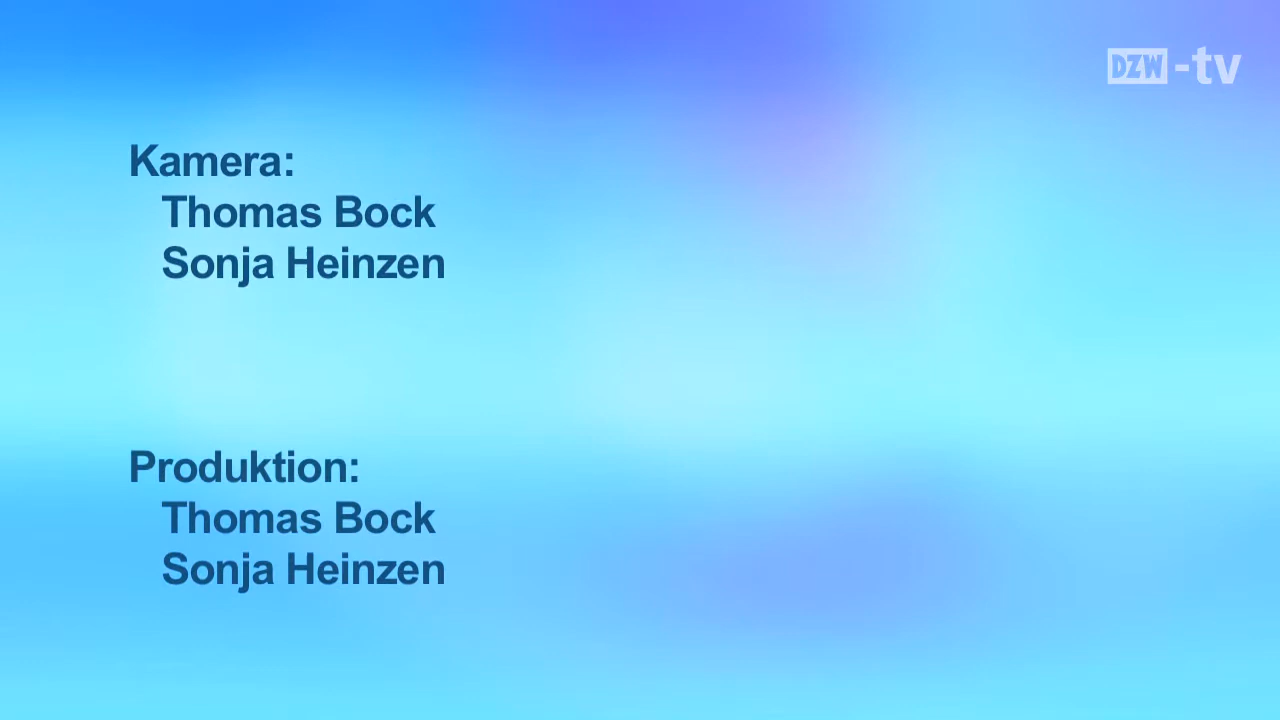 DZW-tv
Kamera:
Thomas Bock
Sonja Heinzen
Produktion:
Thomas Bock
Sonja Heinzen